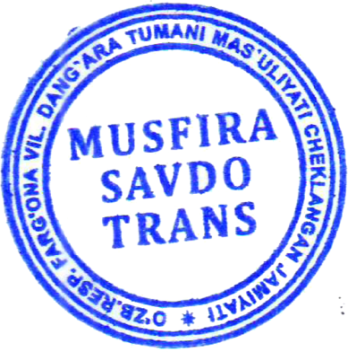 O'ZB.RESP. FARG'ONA VIL. DANG'ARA TUMANI MAS'ULIYATI CHEKLANGAN JAMIYATI
MUSFIRA
SAVDO
TRANS